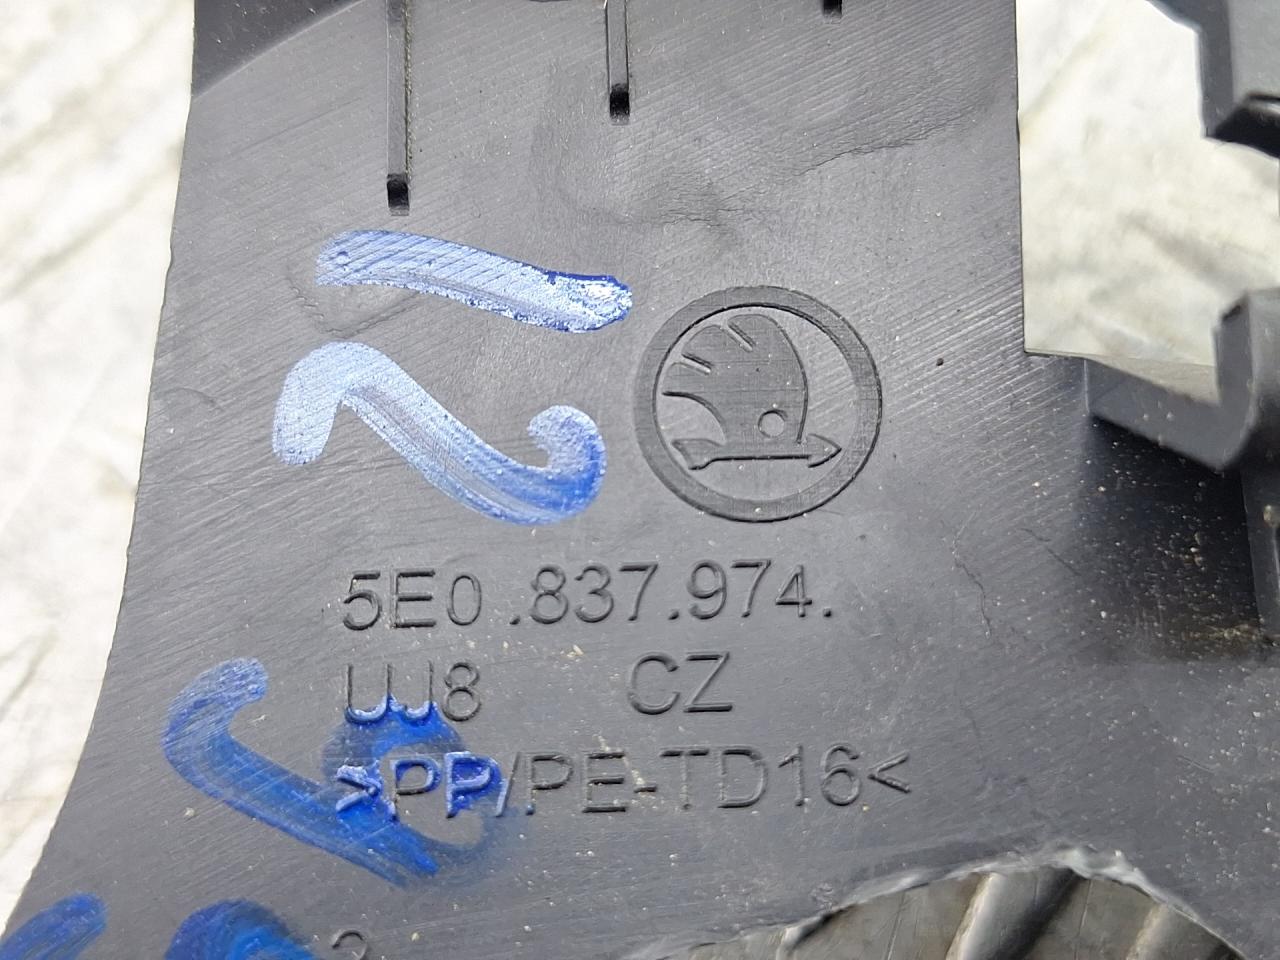 5E0.837.974.
UJ8 CZ
>PP/PE-TD16<